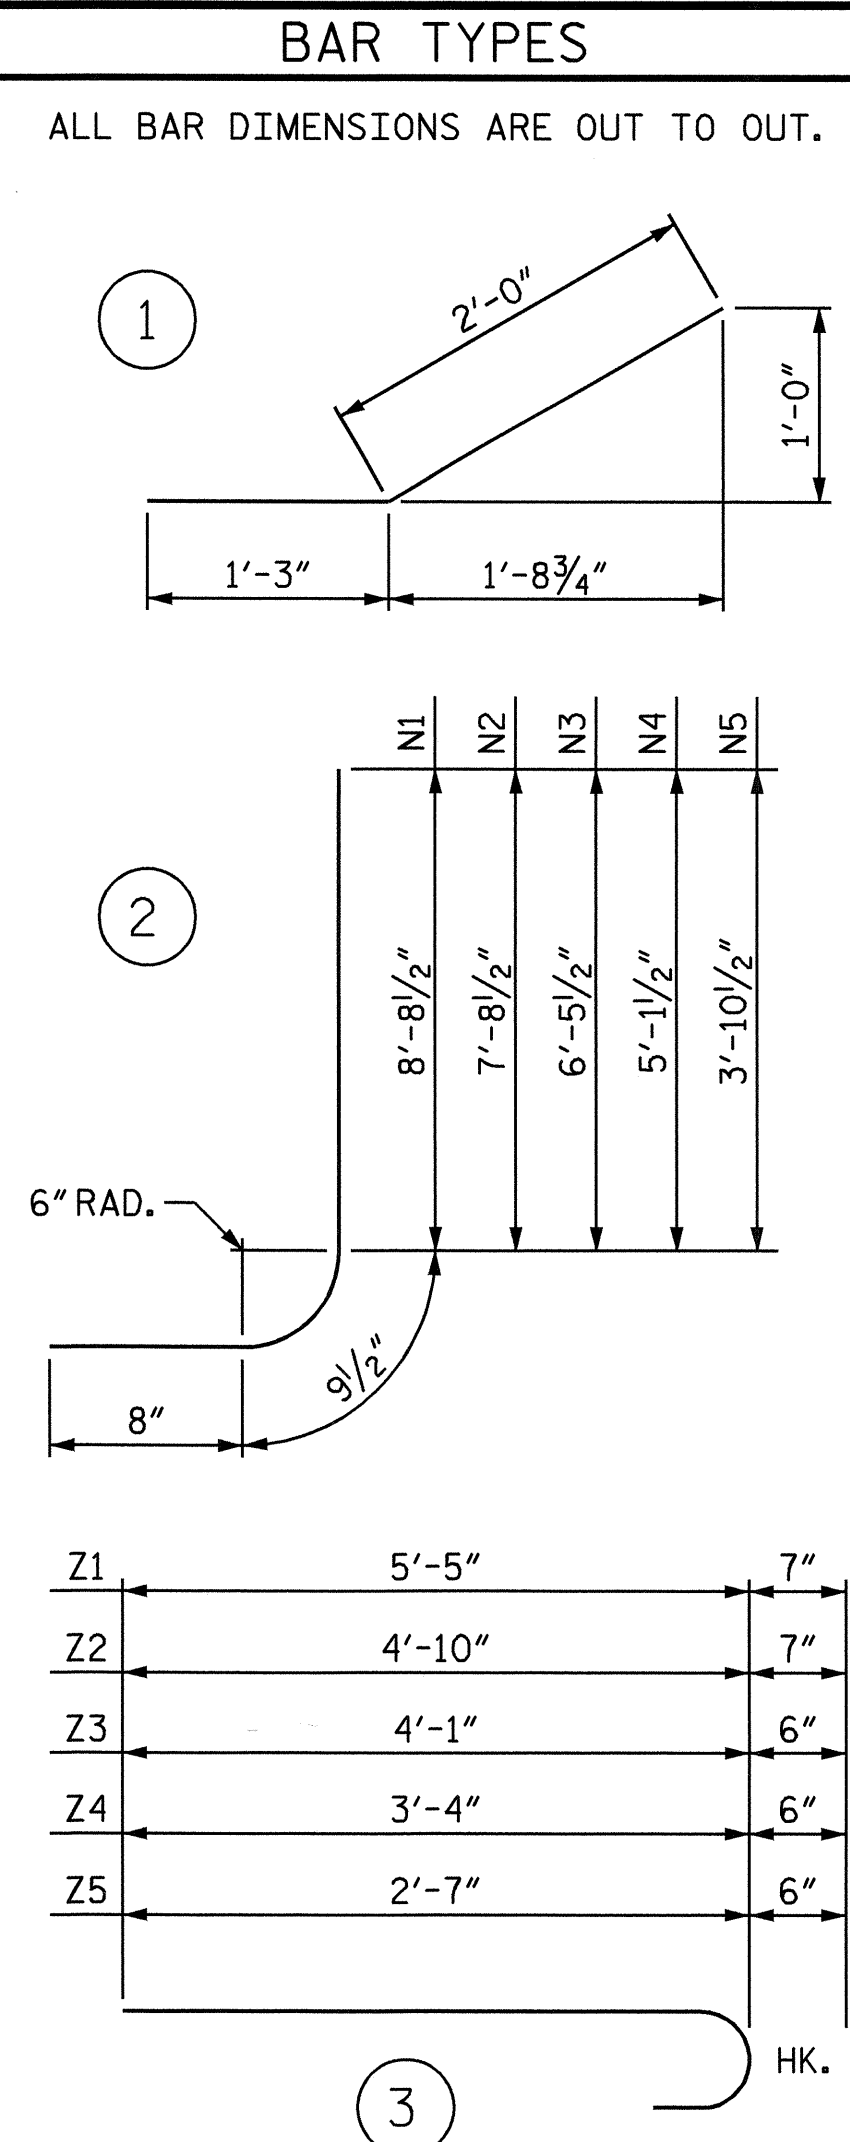 BAR TYPES
ALL BAR DIMENSIONS ARE OUT TO OUT.
1
2'-0"
1'-0"
1'-3"
1'-8¾"
N1
N2
N3
N4
N5
2
8'-8½"
7'-8½"
6'-5½"
5'-1½"
3'-10½"
6" RAD.
9½"
8"
Z1 5'-5" 7"
Z2 4'-10" 7"
Z3 4'-1" 6"
Z4 3'-4" 6"
Z5 2'-7" 6"
HK.
3